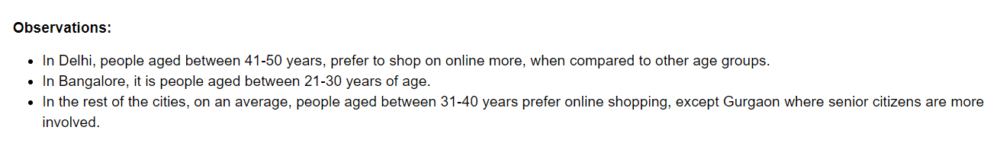 Observations:
• In Delhi, people aged between 41-50 years, prefer to shop on online more, when compared to other age groups.
• In Bangalore, it is people aged between 21-30 years of age.
• In the rest of the cities, on an average, people aged between 31-40 years prefer online shopping, except Gurgaon where senior citizens are more
involved.